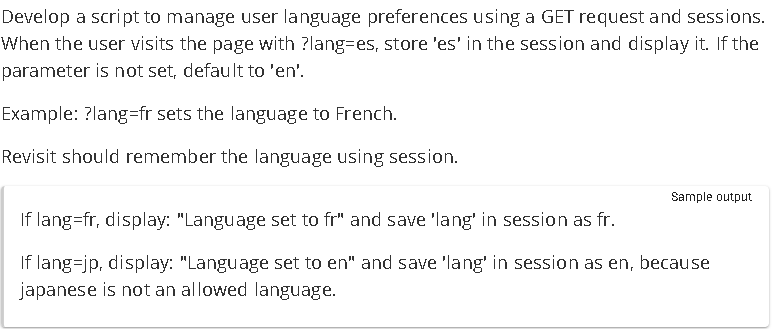 Develop a script to manage user language preferences using a GET request and sessions.
When the user visits the page with ?lang=es, store 'es' in the session and display it. If the
parameter is not set, default to 'en'.
Example: ?lang=fr sets the language to French.
Revisit should remember the language using session.
Sample output
If lang=fr, display: "Language set to fr" and save 'lang' in session as fr.
If lang=jp, display: "Language set to en" and save 'lang' in session as en, because
japanese is not an allowed language.